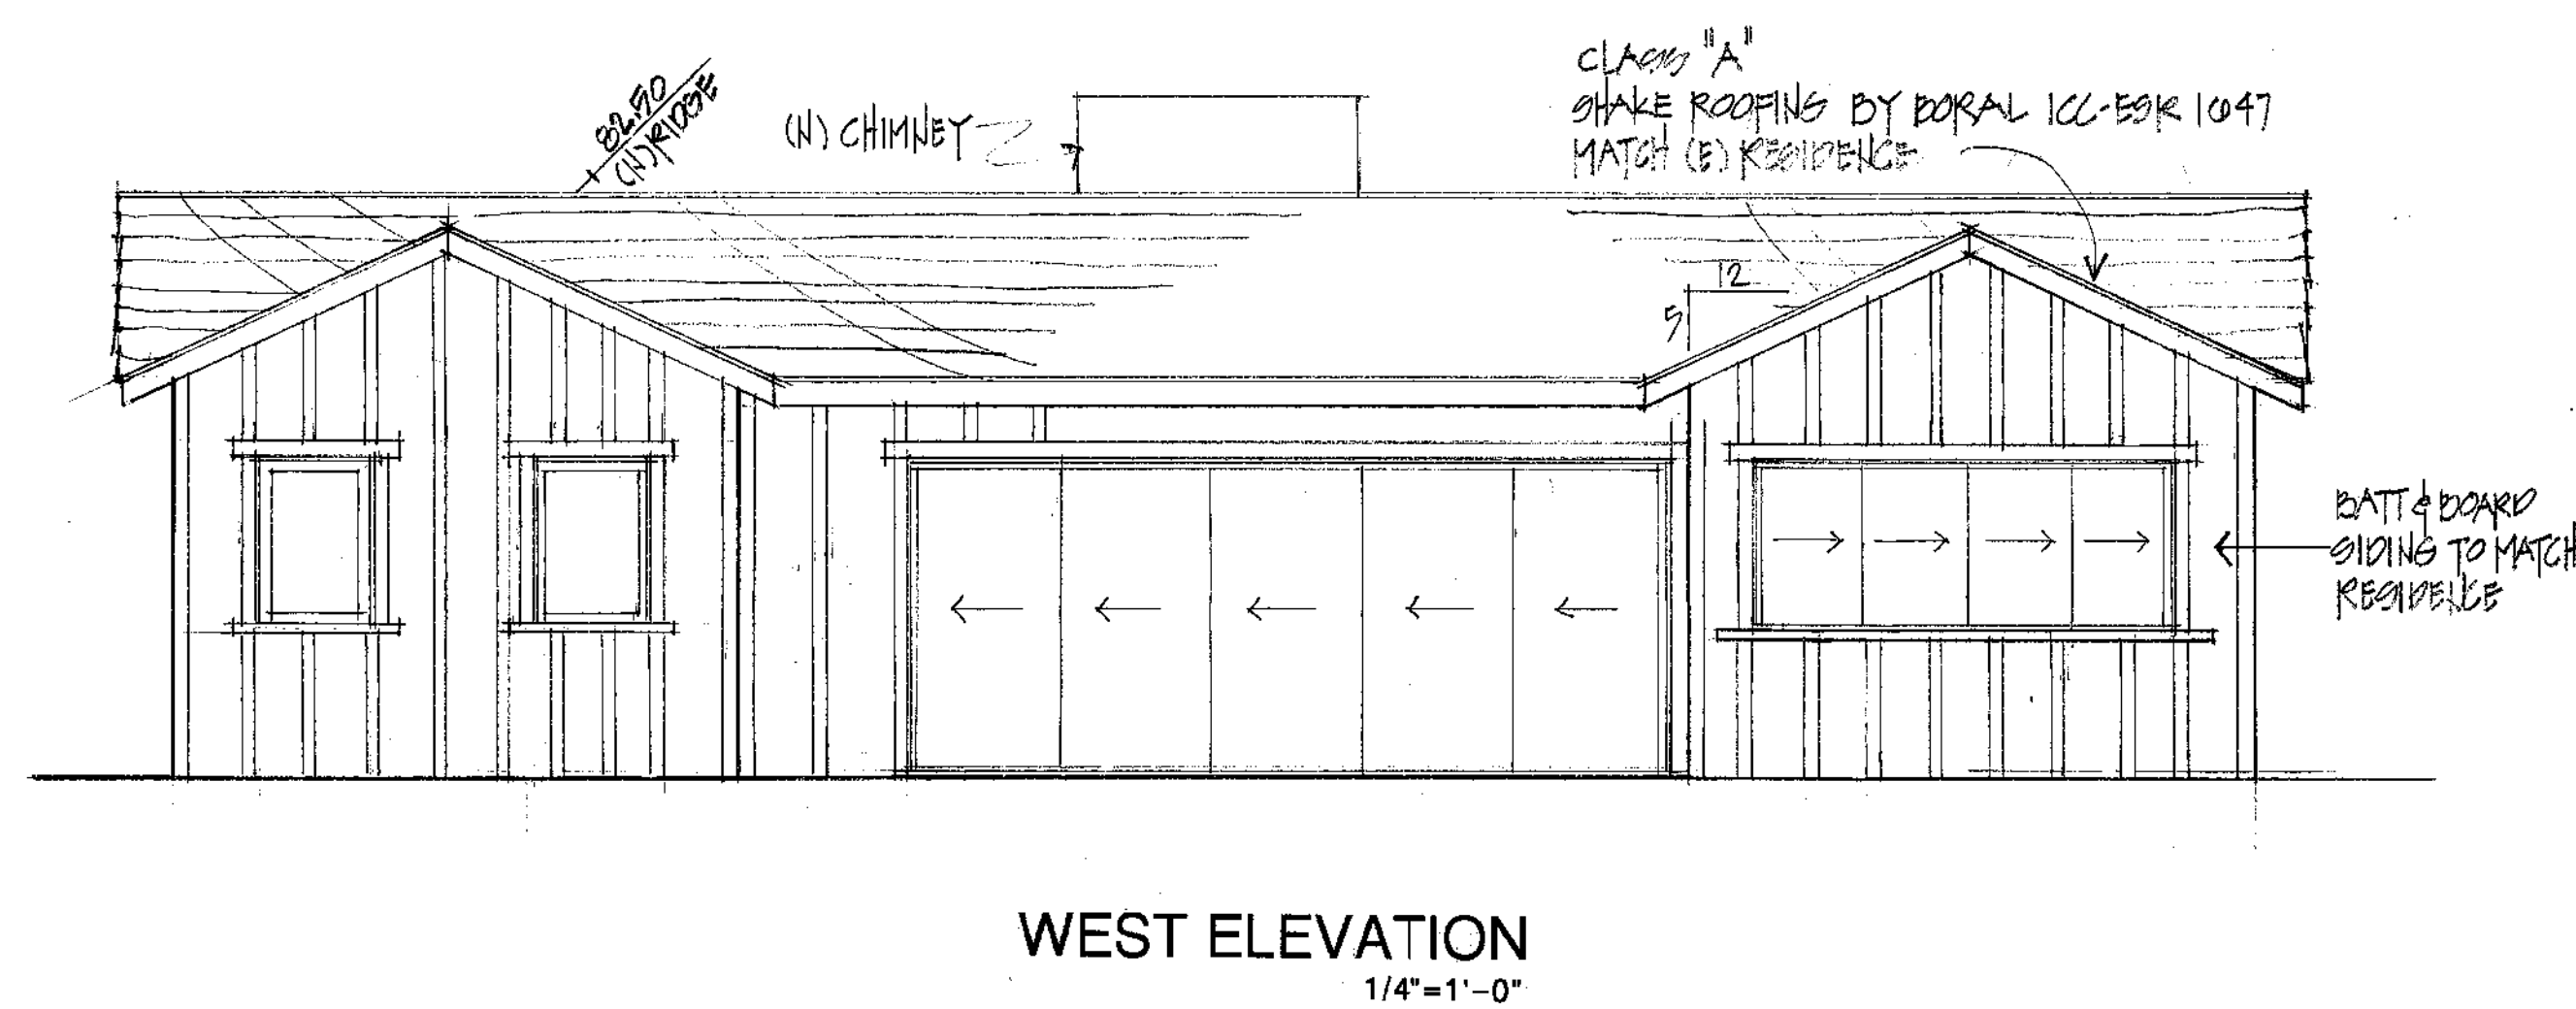 82.50
(N) RIDGE
(N) CHIMNEY
CLASS "A"
SHAKE ROOFING BY BORAL ICC-ESR 1647
MATCH (E) RESIDENCE
12
5
BATT & BOARD
SIDING TO MATCH
RESIDENCE
WEST ELEVATION
1/4"=1'-0"